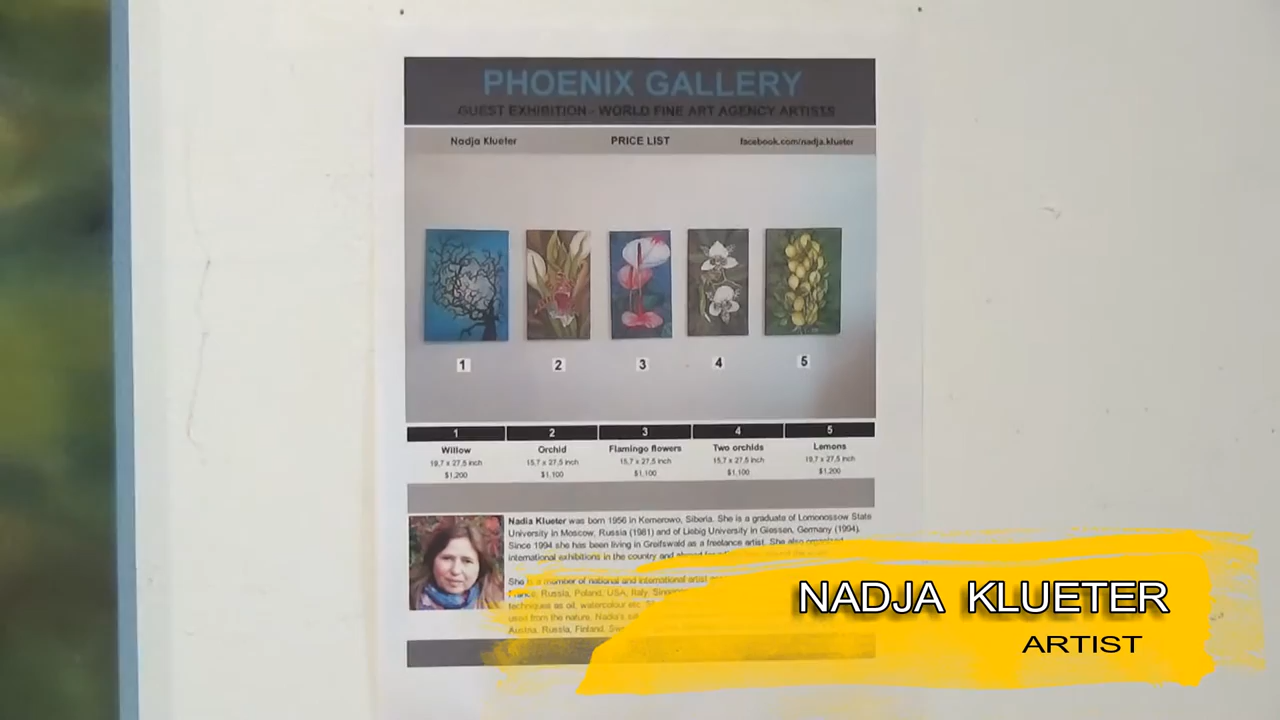 PHOENIX GALLERY
GUEST EXHIBITION - WORLD FINE ART AGENCY ARTISTS
Nadja Klueter PRICE LIST facebook.com/nadja.klueter
1 2 3 4 5
1 2 3 4 5
Willow Orchid Flamingo flowers Two orchids Lemons
19,7 x 27,5 inch 15,7 x 27,5 inch 15,7 x 27,5 inch 15,7 x 27,5 inch 19,7 x 27,5 inch
$1,200 $1,100 $1,100 $1,100 $1,200
Nadia Klueter was born 1956 in Kemerowo, Siberia. She is a graduate of Lomonossow State
University in Moscow, Russia (1981) and of Liebig University in Giessen, Germany (1994).
Since 1994 she has been living in Greifswald as a freelance artist. She also organized
international exhibitions in the country and
She is a member of national and international artist
France, Russia, Poland, USA, Italy,
techniques as oil, watercolour etc.
used from the nature. Nadia's
Austria, Russia, Finland,
NADJA KLUETER
ARTIST